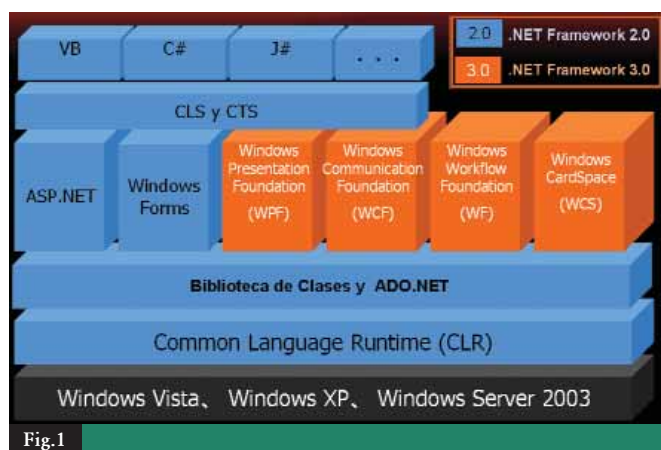 VB
C#
J#
. . .
2.0 .NET Framework 2.0
3.0 .NET Framework 3.0
CLS y CTS
ASP.NET
Windows
Forms
Windows
Presentation
Foundation
(WPF)
Windows
Communication
Foundation
(WCF)
Windows
Workflow
Foundation
(WF)
Windows
CardSpace
(WCS)
Biblioteca de Clases y ADO.NET
Common Language Runtime (CLR)
Windows Vista、 Windows XP、 Windows Server 2003
Fig.1